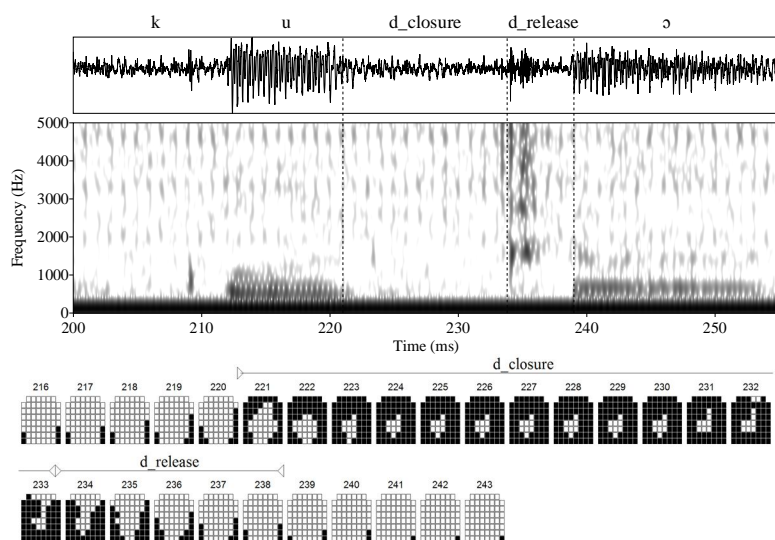 k u d_closure d_release ɔ
5000
4000
3000
2000
1000
0
Frequency (Hz)
200 210 220 230 240 250
Time (ms)
d_closure
216 217 218 219 220 221 222 223 224 225 226 227 228 229 230 231 232
d_release
233 234 235 236 237 238 239 240 241 242 243